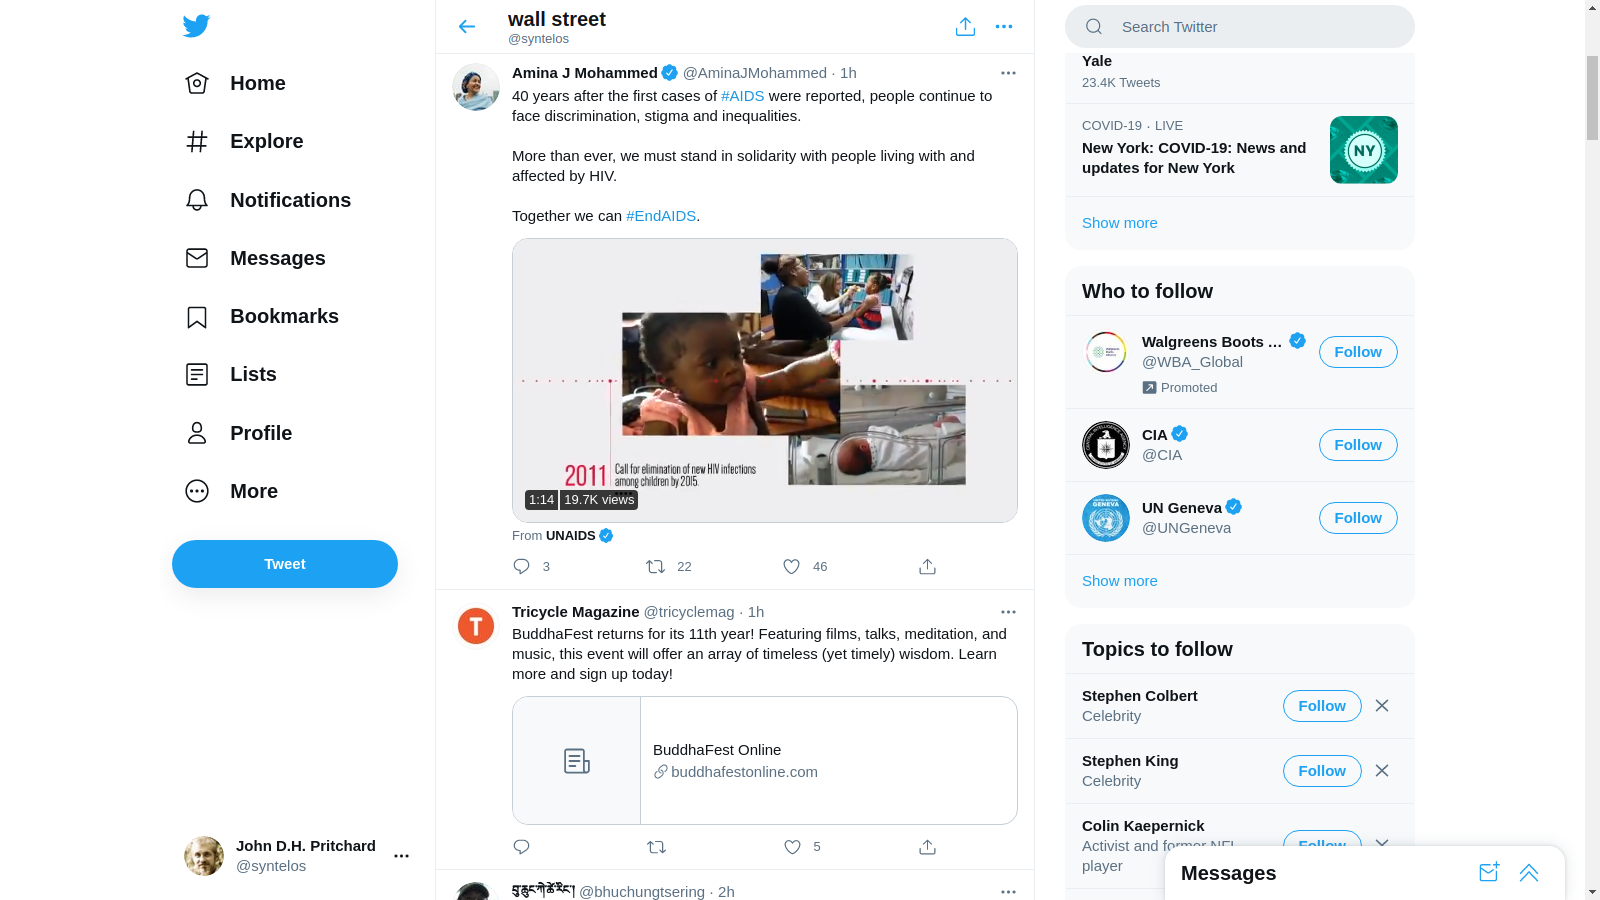 Home
Explore
Notifications
Messages
Bookmarks
Lists
Profile
More
Tweet
John D.H. Pritchard
@syntelos
wall street
@syntelos
Amina J Mohammed @AminaJMohammed · 1h
40 years after the first cases of #AIDS were reported, people continue to
face discrimination, stigma and inequalities.
More than ever, we must stand in solidarity with people living with and
affected by HIV.
Together we can #EndAIDS.
2011
Call for elimination of new HIV infections
among children by 2015.
1:14 19.7K views
From UNAIDS
3 22 46
Tricycle Magazine @tricyclemag · 1h
BuddhaFest returns for its 11th year! Featuring films, talks, meditation, and
music, this event will offer an array of timeless (yet timely) wisdom. Learn
more and sign up today!
BuddhaFest Online
buddhafestonline.com
5
@bhuchungtsering · 2h
Search Twitter
Yale
23.4K Tweets
COVID-19 · LIVE
New York: COVID-19: News and
updates for New York
NY
Show more
Who to follow
Walgreens Boots ...
@WBA_Global
Promoted
Follow
CIA
@CIA
Follow
UN Geneva
@UNGeneva
Follow
GENEVA
Show more
Topics to follow
Stephen Colbert
Celebrity
Follow
Stephen King
Celebrity
Follow
Colin Kaepernick
Activist and former NFL
player
Follow
Messages